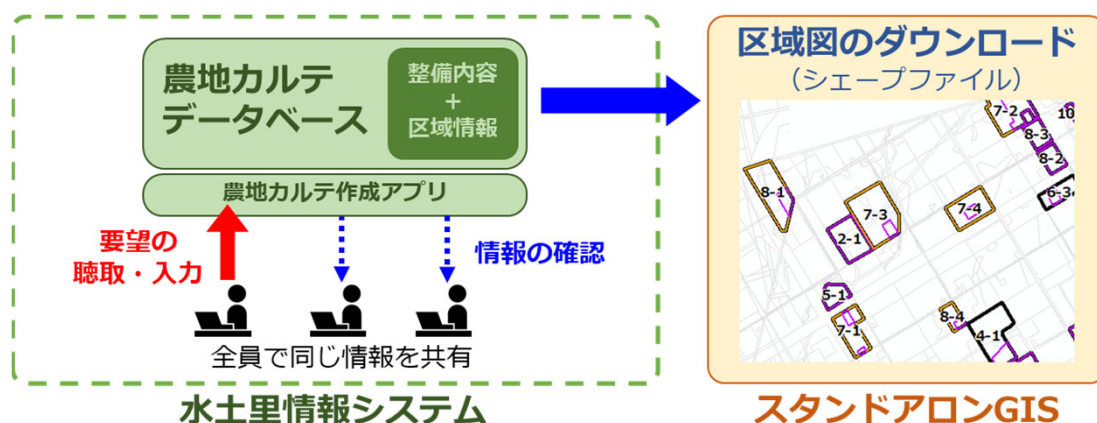 農地カルテ
データベース
整備内容
+
区域情報
農地カルテ作成アプリ
要望の
聴取・入力
情報の確認
全員で同じ情報を共有
水土里情報システム
区域図のダウンロード
（シェープファイル）
7-2
10
8-3
8-2
8-1
6-3
7-3
7-4
2-1
5-1
7-1
8-4
4-1
スタンドアロンGIS